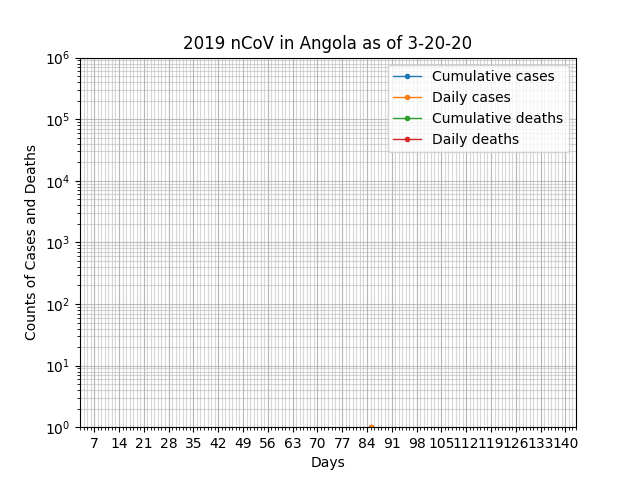 2019 nCoV in Angola as of 3-20-20
Cumulative cases
Daily cases
Cumulative deaths
Daily deaths
Counts of Cases and Deaths
10^6
10^5
10^4
10^3
10^2
10^1
10^0
7 14 21 28 35 42 49 56 63 70 77 84 91 98 105 112 119 126 133 140
Days